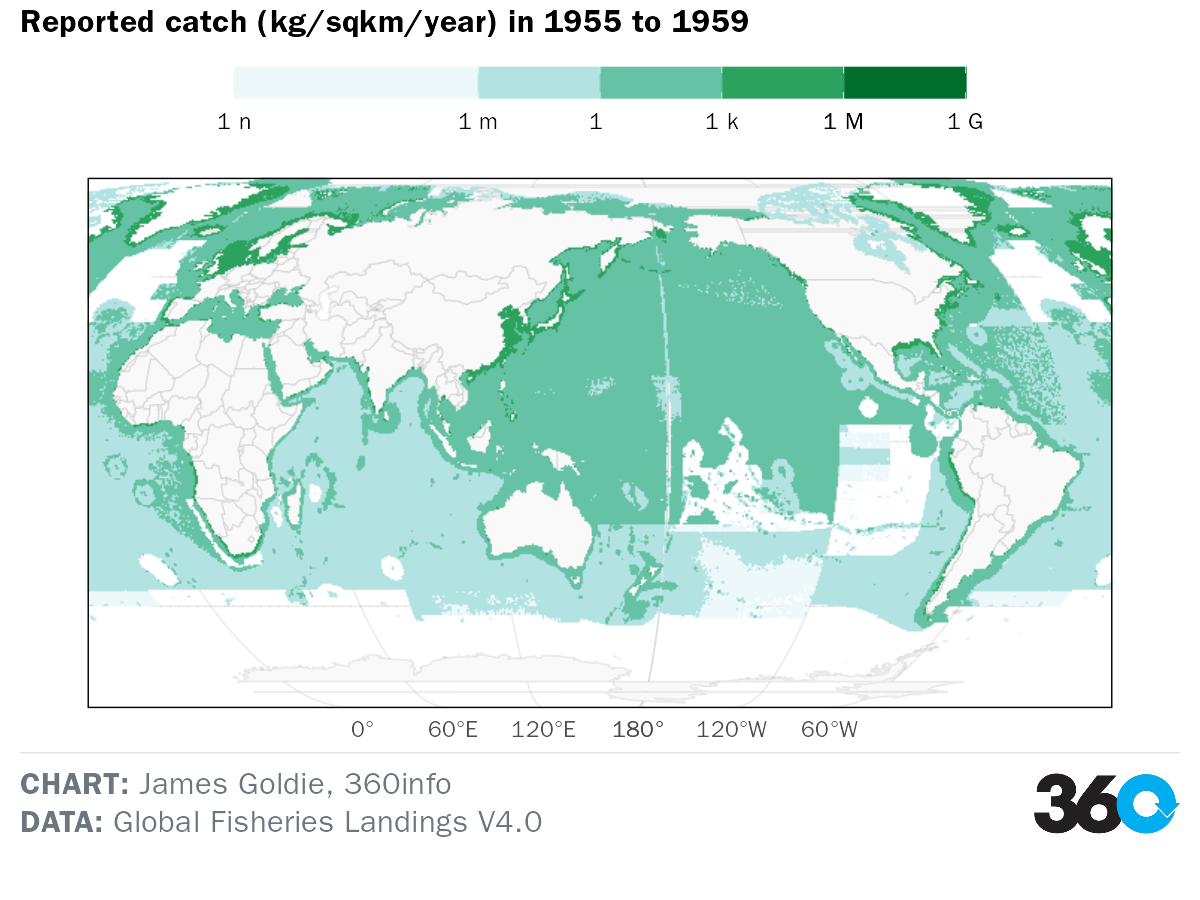 Reported catch (kg/sqkm/year) in 1955 to 1959
1 n 1 m 1 1 k 1 M 1 G
0° 60°E 120°E 180° 120°W 60°W
CHART: James Goldie, 360info
DATA: Global Fisheries Landings V4.0
360